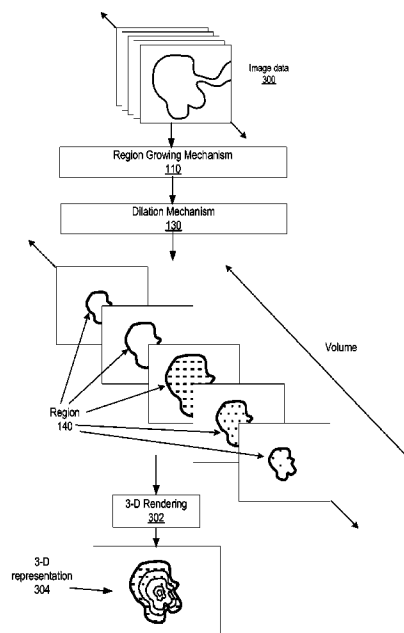 Image data
300
Region Growing Mechanism
110
Dilation Mechanism
130
Volume
Region
140
3-D Rendering
302
3-D
representation
304